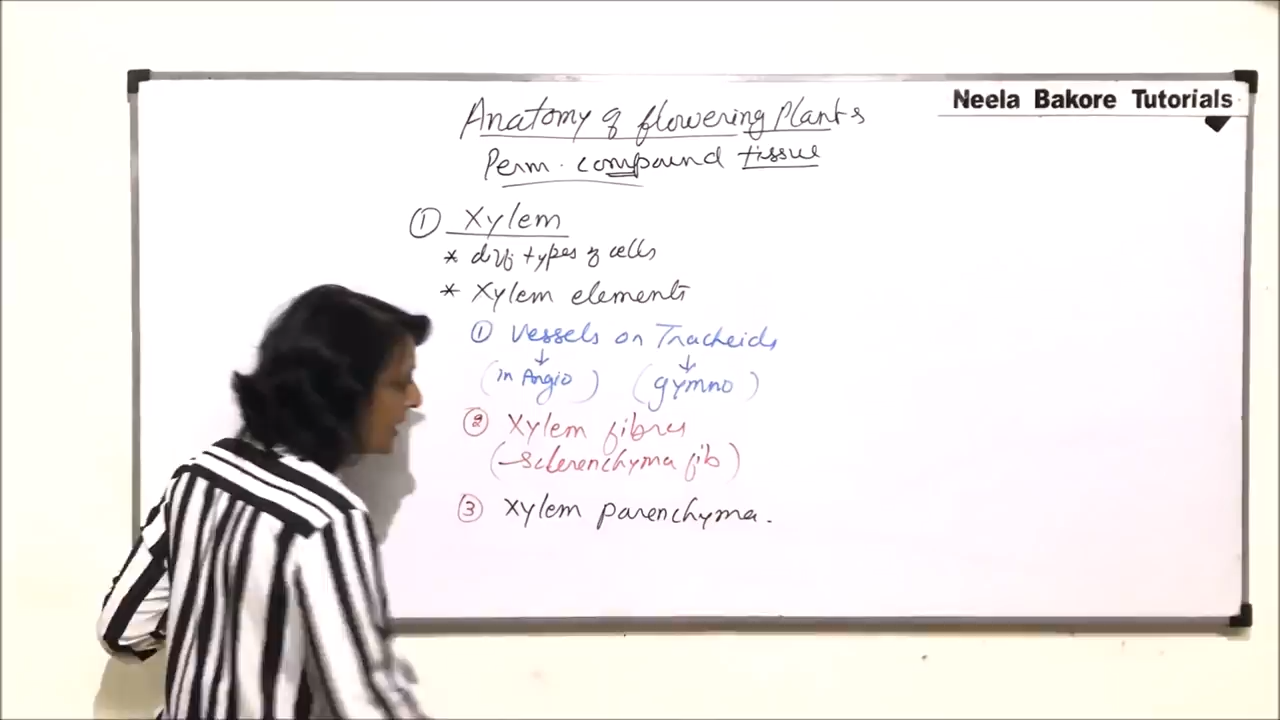 Neela Bakore Tutorials
Anatomy of flowering Plants
Perm. compound tissue
① Xylem
* diff types of cells
* Xylem elements
① Vessels or Tracheids
(in Angio) (gymno)
② Xylem fibres
(-Sclerenchyma fib)
③ Xylem parenchyma.